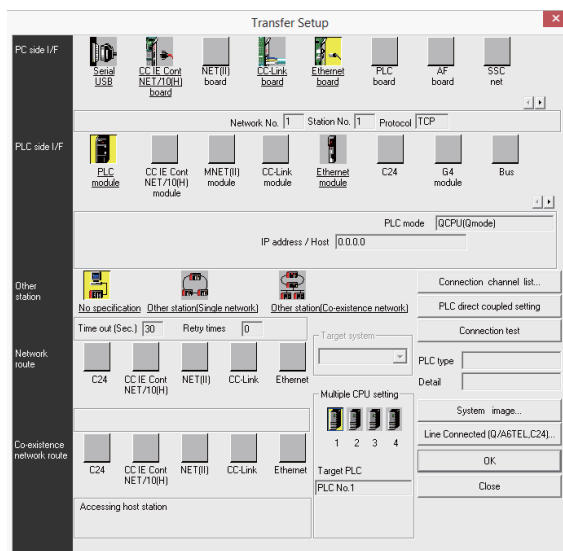 Transfer Setup
PC side I/F
Serial
USB
CC IE Cont
NET/10(H)
board
NET(II)
board
CC-Link
board
Ethernet
board
PLC
board
AF
board
SSC
net
Network No. 1 Station No. 1 Protocol TCP
PLC side I/F
PLC
module
CC IE Cont
NET/10(H)
module
MNET(II)
module
CC-Link
module
Ethernet
module
C24
G4
module
Bus
PLC mode QCPU(Qmode)
IP address / Host 0.0.0.0
Other
station
No specification
Other station(Single network)
Other station(Co-existence network)
Connection channel list...
PLC direct coupled setting
Time out (Sec.) 30 Retry times 0
Target system
Connection test
Network
route
C24
CC IE Cont
NET/10(H)
NET(II)
CC-Link
Ethernet
PLC type
Detail
Multiple CPU setting
1 2 3 4
System image...
Line Connected (Q/A6TEL,C24)...
Co-existence
network route
C24
CC IE Cont
NET/10(H)
NET(II)
CC-Link
Ethernet
Target PLC
PLC No.1
OK
Close
Accessing host station